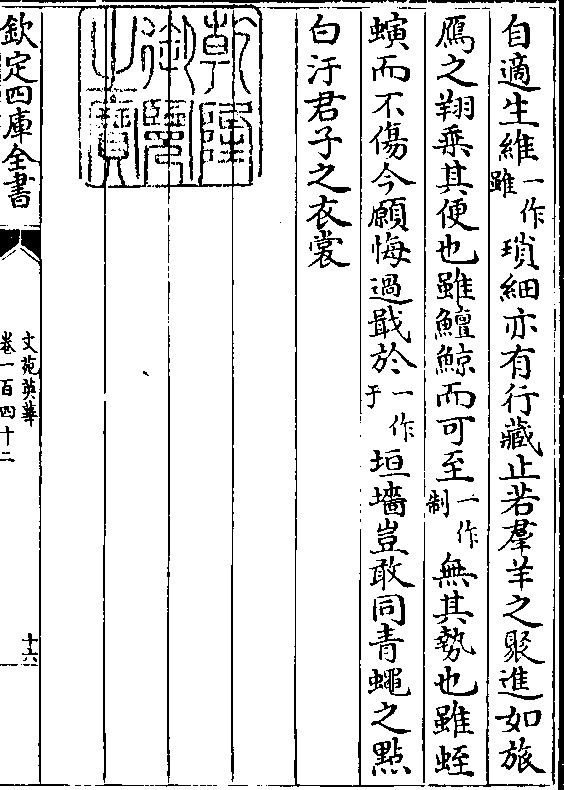 自適生維一作雖瑣細亦有行藏止若羣羊之聚進如旅
鴈之翔乗其便也雖鱣鯨而可至一作制無其勢也雖蛭
螾而不傷今願悔過戢於一作于垣墻豈敢同青蠅之㸃
白汙君子之衣裳
乾隆御覽之寶
欽定四庫全書
文苑英華
卷一百四十二
十六